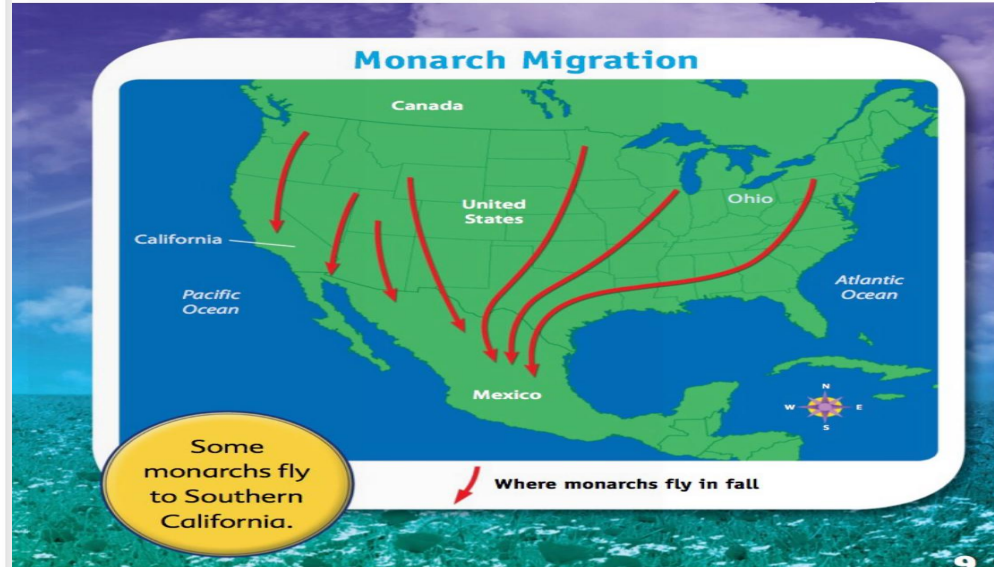 Monarch Migration
Canada
United
States
Ohio
California
Pacific
Ocean
Atlantic
Ocean
Mexico
N
W
E
S
Some
monarchs fly
to Southern
California.
Where monarchs fly in fall
9